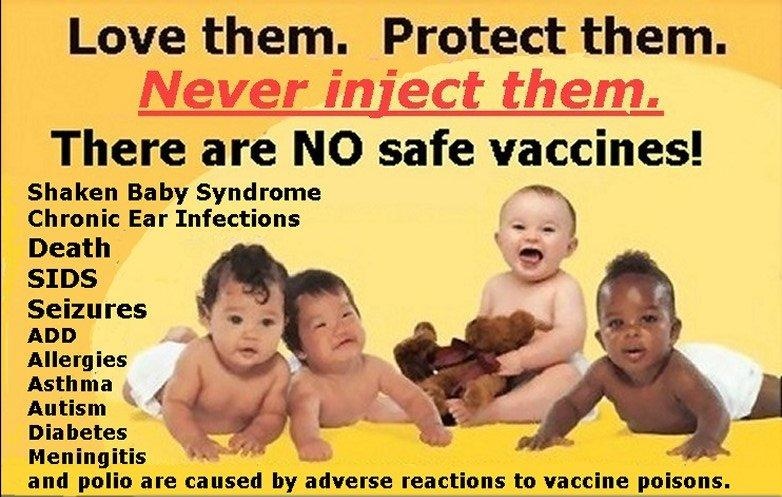 Love them. Protect them.
Never inject them.
There are NO safe vaccines!
Shaken Baby Syndrome
Chronic Ear Infections
Death
SIDS
Seizures
ADD
Allergies
Asthma
Autism
Diabetes
Meningitis
and polio are caused by adverse reactions to vaccine poisons.